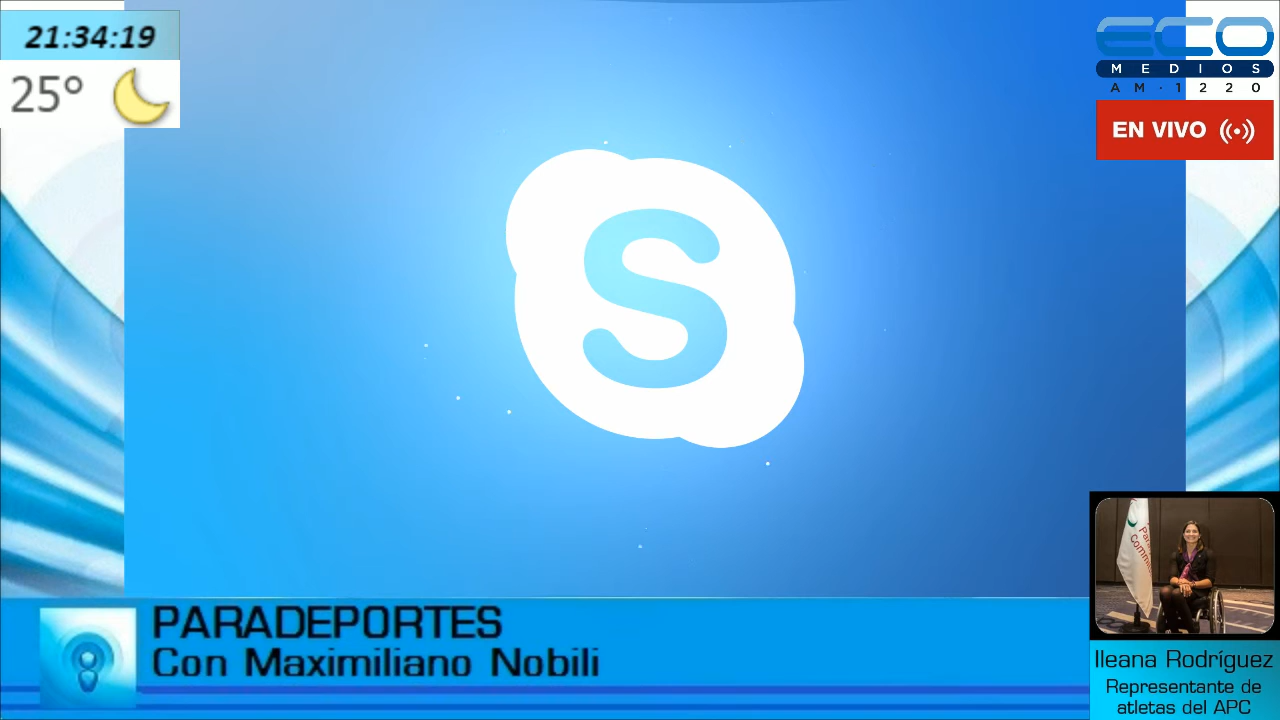 21:34:19
25°
ECO
MEDIOS
AM·1220
EN VIVO
S
PARADEPORTES
Con Maximiliano Nobili
Ileana Rodríguez
Representante de
atletas del APC